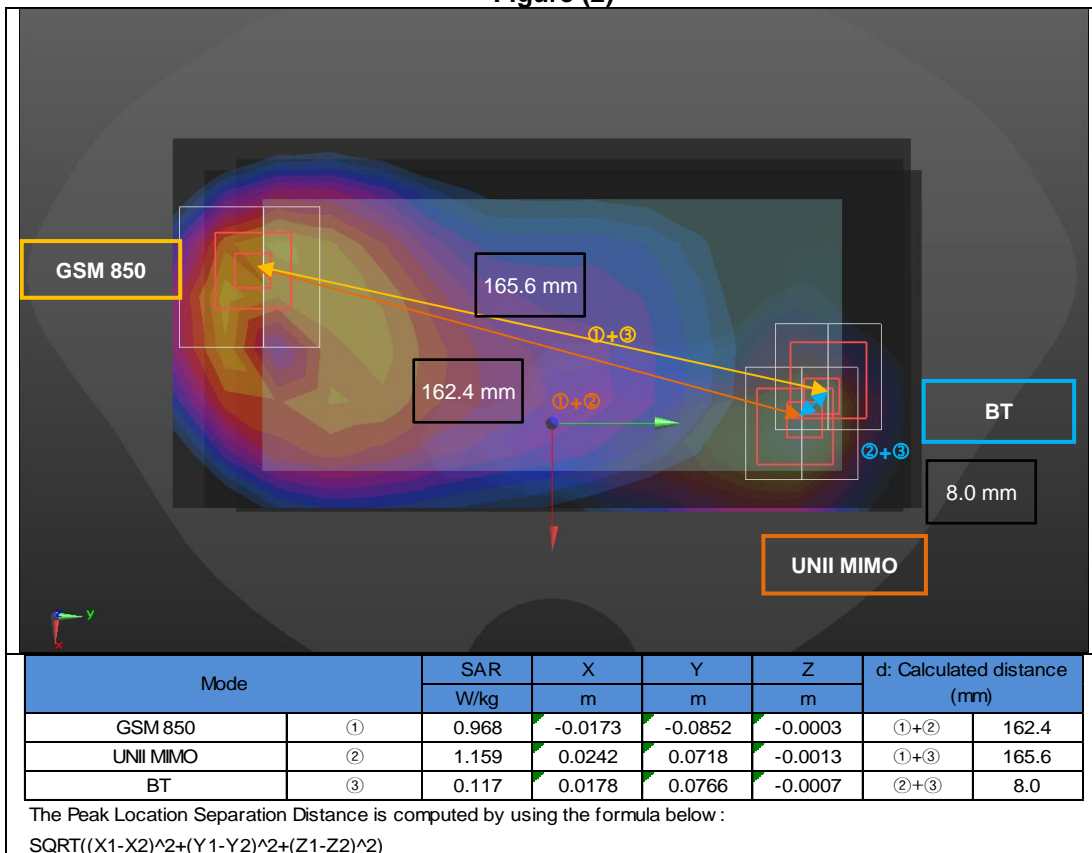 Figure (2)
GSM 850
165.6 mm
①+③
162.4 mm
①+②
BT
②+③
8.0 mm
UNII MIMO
y
x
Mode SAR X Y Z d: Calculated distance (mm)
W/kg m m m
GSM 850 ① 0.968 -0.0173 -0.0852 -0.0003 ①+② 162.4
UNII MIMO ② 1.159 0.0242 0.0718 -0.0013 ①+③ 165.6
BT ③ 0.117 0.0178 0.0766 -0.0007 ②+③ 8.0
The Peak Location Separation Distance is computed by using the formula below :
SQRT((X1-X2)^2+(Y1-Y2)^2+(Z1-Z2)^2)